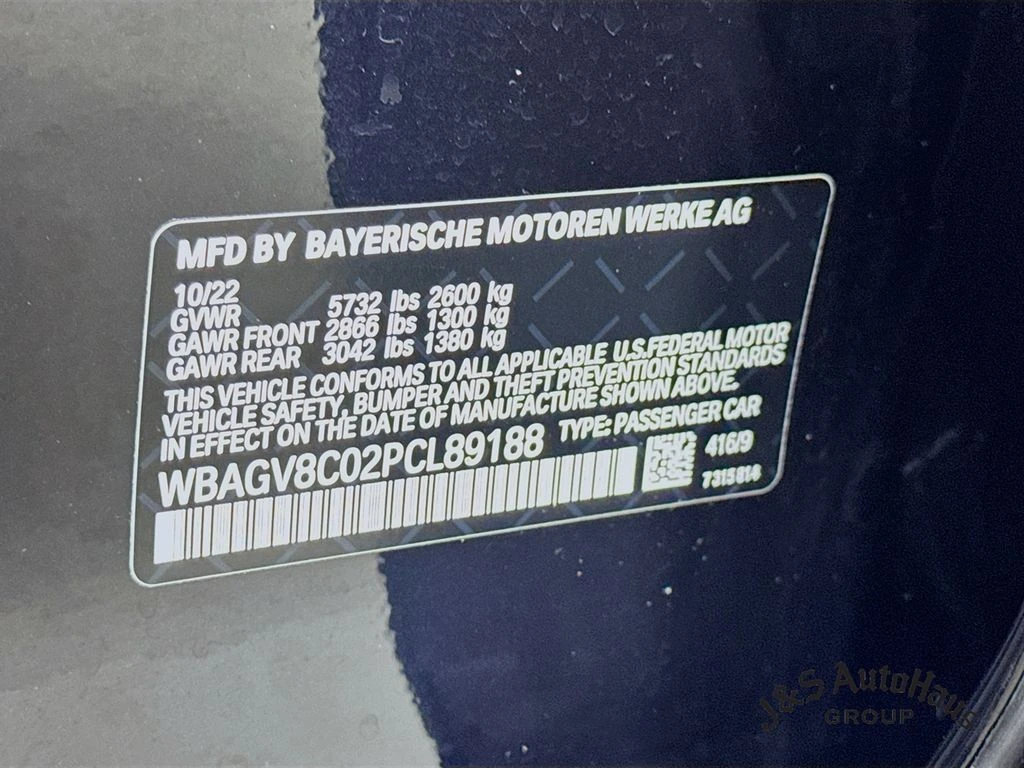 MFD BY BAYERISCHE MOTOREN WERKE AG
10/22
GVWR 5732 lbs 2600 kg
GAWR FRONT 2866 lbs 1300 kg
GAWR REAR 3042 lbs 1380 kg
THIS VEHICLE CONFORMS TO ALL APPLICABLE U.S.FEDERAL MOTOR
VEHICLE SAFETY, BUMPER AND THEFT PREVENTION STANDARDS
IN EFFECT ON THE DATE OF MANUFACTURE SHOWN ABOVE.
WBAGV8C02PCL89188 TYPE: PASSENGER CAR
416/9
7315814
J&S AutoHaus
GROUP